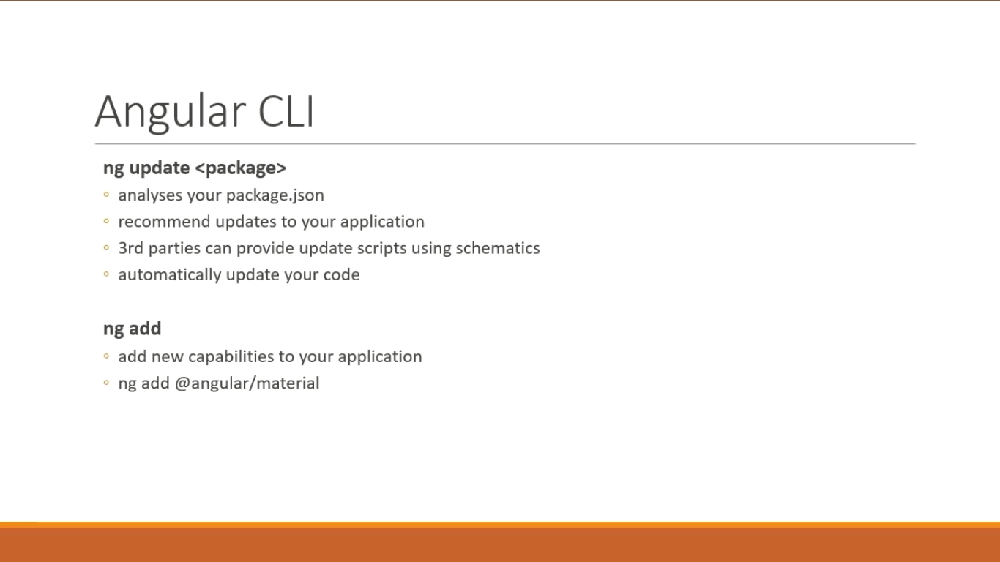 Angular CLI
ng update <package>
◦ analyses your package.json
◦ recommend updates to your application
◦ 3rd parties can provide update scripts using schematics
◦ automatically update your code
ng add
◦ add new capabilities to your application
◦ ng add @angular/material